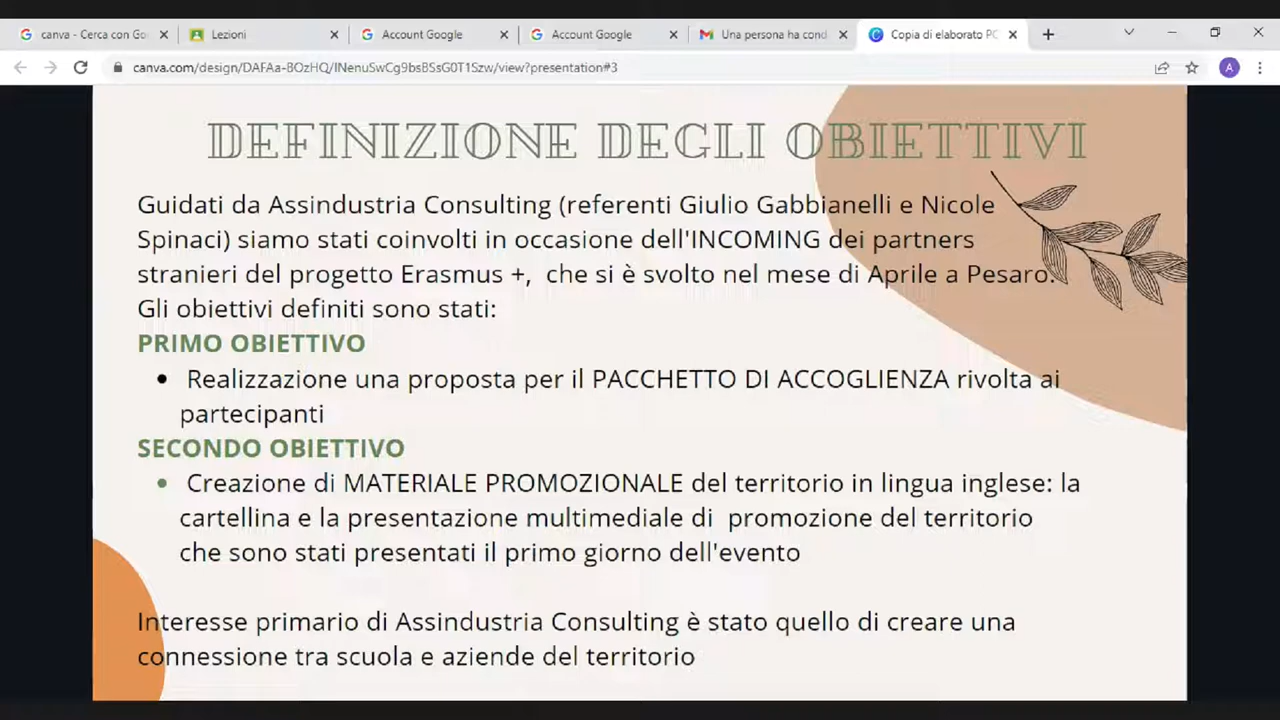 canva - Cerca con Go
Lezioni
Account Google
Account Google
Una persona ha cond
Copia di elaborato PC
canva.com/design/DAFAa-BOzHQ/INenuSwCg9bsBSsG0T1Szw/view?presentation#3
A
DEFINIZIONE DEGLI OBIETTIVI
Guidati da Assindustria Consulting (referenti Giulio Gabbianelli e Nicole
Spinaci) siamo stati coinvolti in occasione dell'INCOMING dei partners
stranieri del progetto Erasmus +, che si è svolto nel mese di Aprile a Pesaro.
Gli obiettivi definiti sono stati:
PRIMO OBIETTIVO
• Realizzazione una proposta per il PACCHETTO DI ACCOGLIENZA rivolta ai
partecipanti
SECONDO OBIETTIVO
• Creazione di MATERIALE PROMOZIONALE del territorio in lingua inglese: la
cartellina e la presentazione multimediale di promozione del territorio
che sono stati presentati il primo giorno dell'evento
Interesse primario di Assindustria Consulting è stato quello di creare una
connessione tra scuola e aziende del territorio